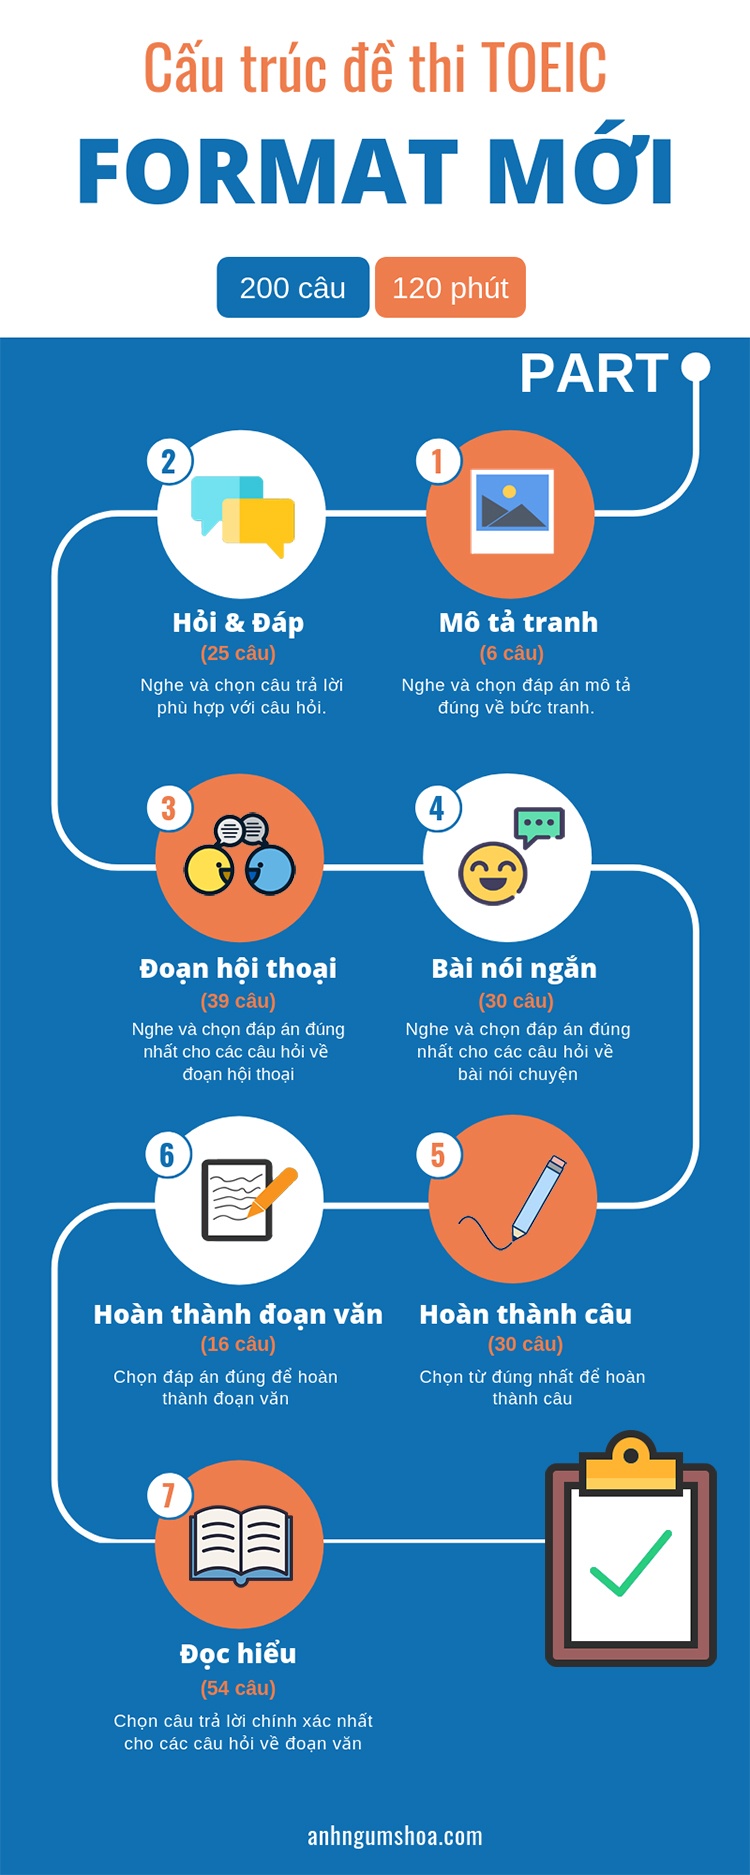 Cấu trúc đề thi TOEIC
FORMAT MỚI
200 câu
120 phút
PART
1
Mô tả tranh
(6 câu)
Nghe và chọn đáp án mô tả
đúng về bức tranh.
2
Hỏi & Đáp
(25 câu)
Nghe và chọn câu trả lời
phù hợp với câu hỏi.
3
Đoạn hội thoại
(39 câu)
Nghe và chọn đáp án đúng
nhất cho các câu hỏi về
đoạn hội thoại
4
Bài nói ngắn
(30 câu)
Nghe và chọn đáp án đúng
nhất cho các câu hỏi về
bài nói chuyện
5
Hoàn thành câu
(30 câu)
Chọn từ đúng nhất để hoàn
thành câu
6
Hoàn thành đoạn văn
(16 câu)
Chọn đáp án đúng để hoàn
thành đoạn văn
7
Đọc hiểu
(54 câu)
Chọn câu trả lời chính xác nhất
cho các câu hỏi về đoạn văn
anhngumshoa.com